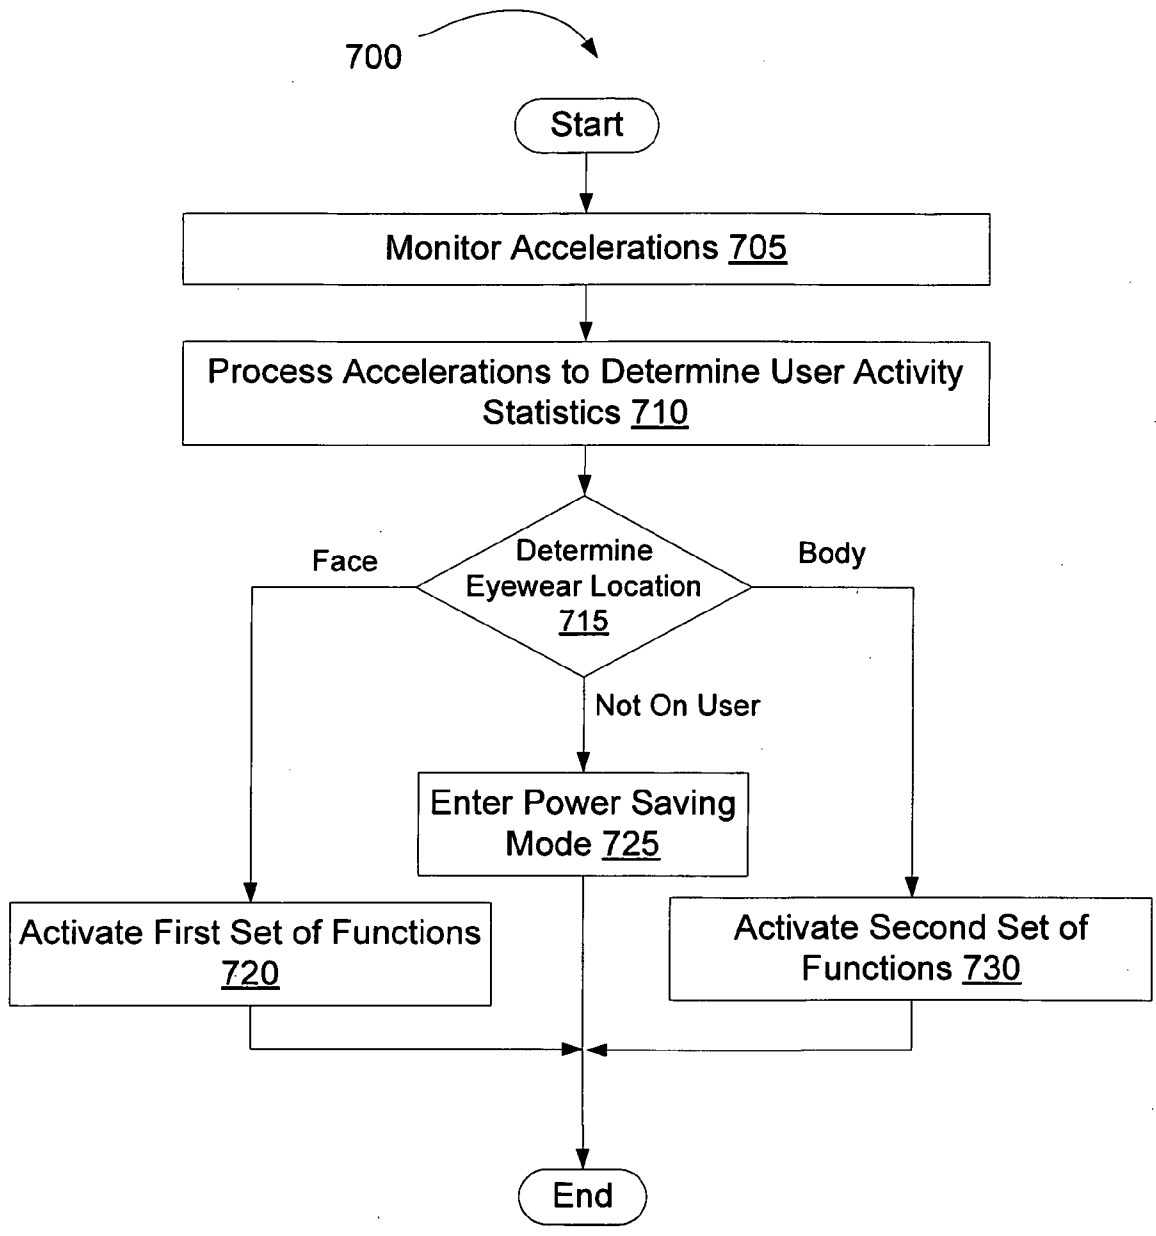 700
Start
Monitor Accelerations 705
Process Accelerations to Determine User Activity
Statistics 710
Face
Determine
Eyewear Location
715
Body
Not On User
Enter Power Saving
Mode 725
Activate First Set of Functions
720
Activate Second Set of
Functions 730
End